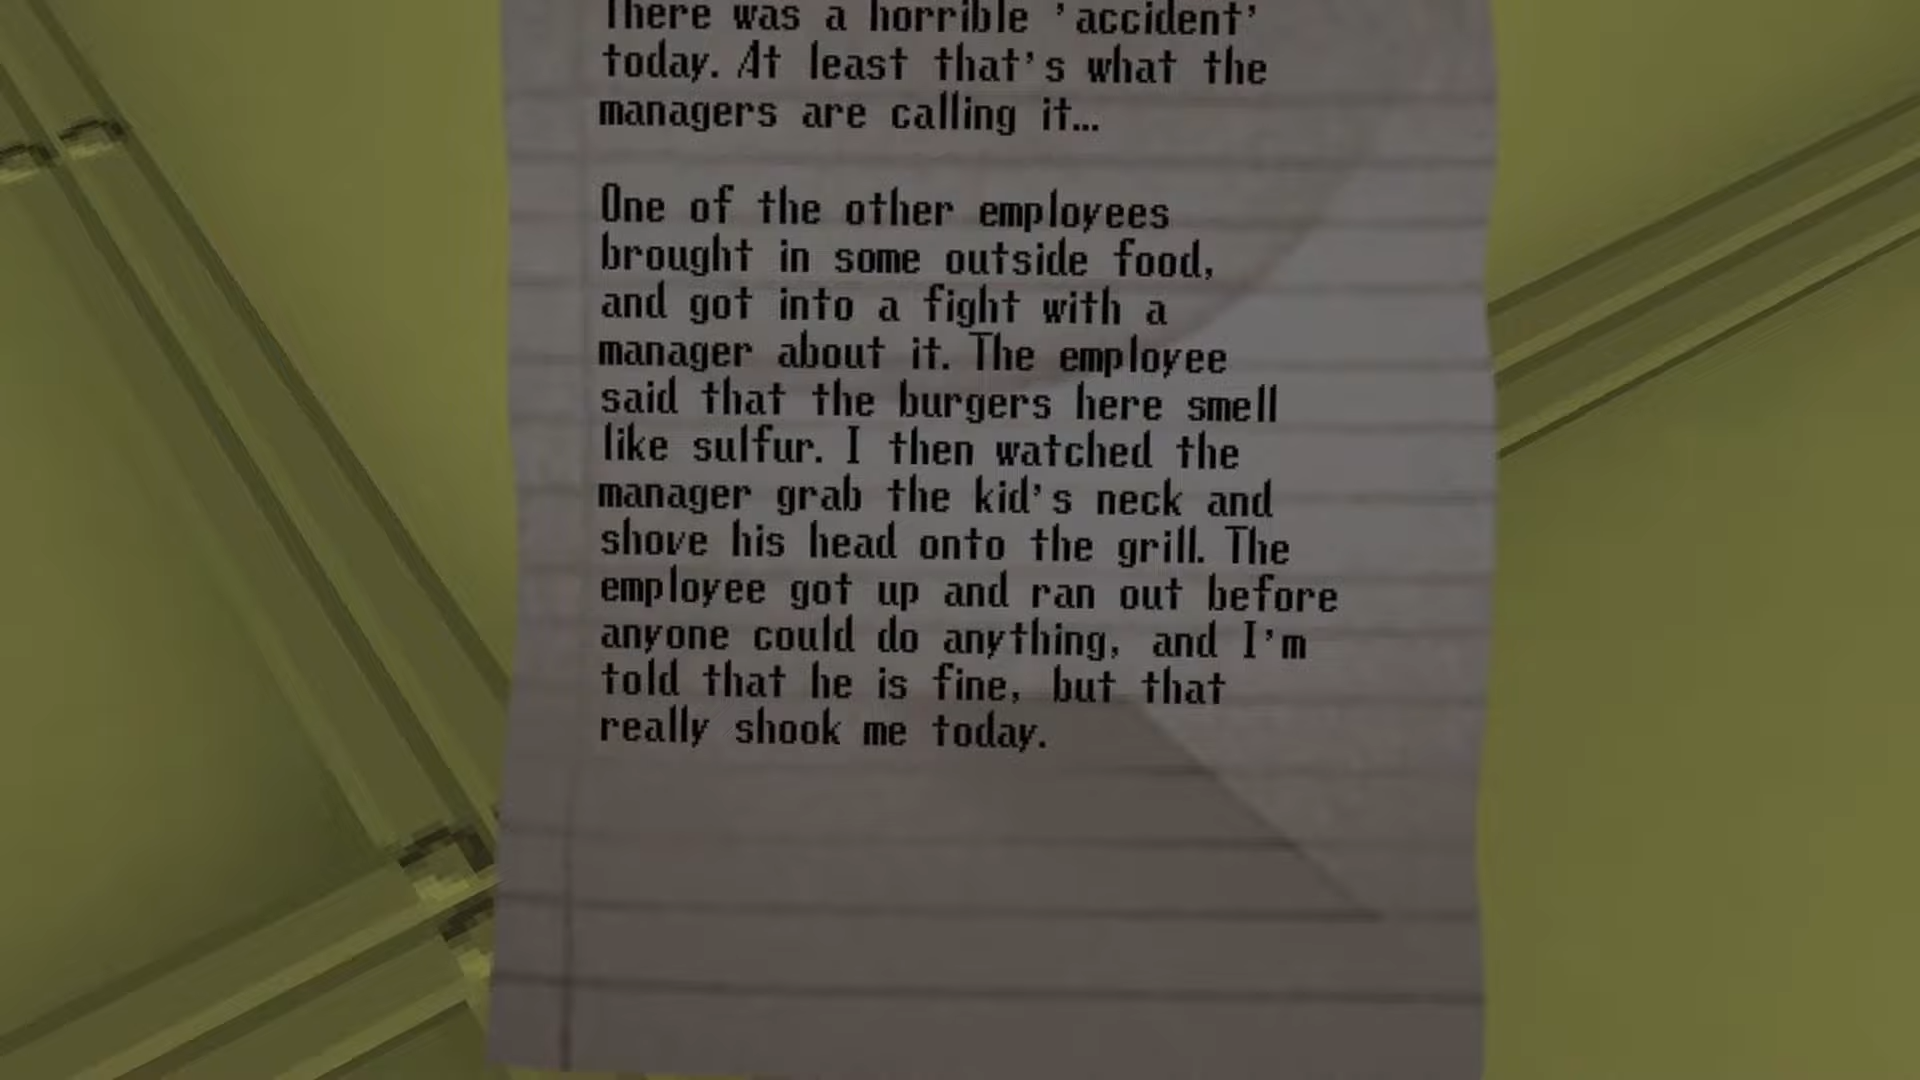 There was a horrible 'accident'
today. At least that's what the
managers are calling it...
One of the other employees
brought in some outside food,
and got into a fight with a
manager about it. The employee
said that the burgers here smell
like sulfur. I then watched the
manager grab the kid's neck and
shove his head onto the grill. The
employee got up and ran out before
anyone could do anything, and I'm
told that he is fine, but that
really shook me today.